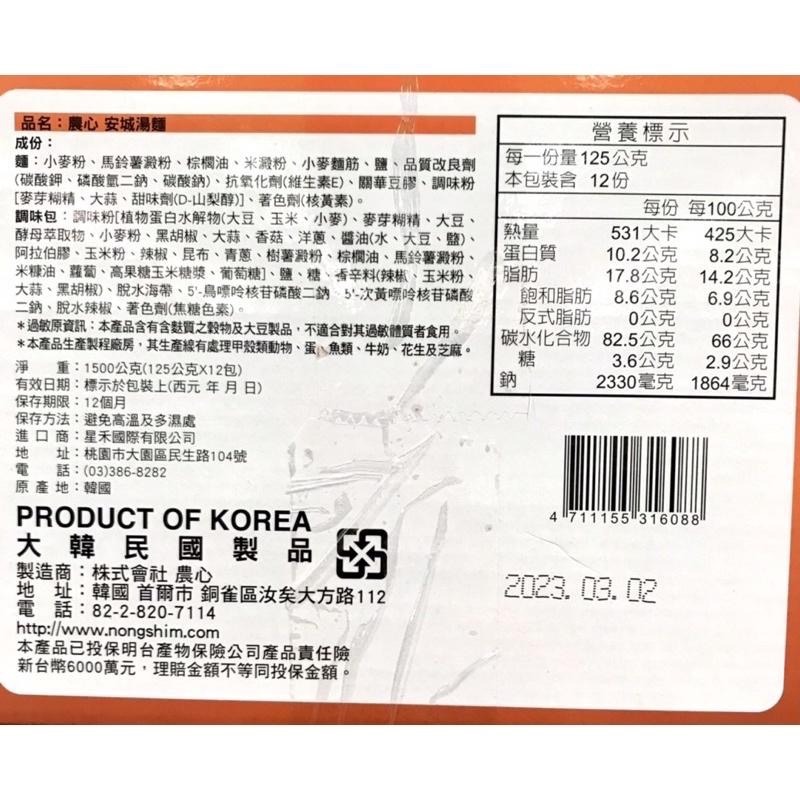 品名：農心 安城湯麵
成份：
麵：小麥粉、馬鈴薯澱粉、棕櫚油、米澱粉、小麥麵筋、鹽、品質改良劑
(碳酸鉀、磷酸氫二鈉、碳酸鈉)、抗氧化劑(維生素E)、關華豆膠、調味粉
[麥芽糊精、大蒜、甜味劑(D-山梨醇)]、著色劑(核黃素)。
調味包：調味粉[植物蛋白水解物(大豆、玉米、小麥)、麥芽糊精、大豆、
酵母萃取物、小麥粉、黑胡椒、大蒜、香菇、洋蔥、醬油(水、大豆、鹽)、
阿拉伯膠、玉米粉、辣椒、昆布、青蔥、樹薯澱粉、棕櫚油、馬鈴薯澱粉、
米糠油、蘿蔔、高果糖玉米糖漿、葡萄糖]、鹽、糖、香辛料(辣椒、玉米粉、
大蒜、黑胡椒)、脫水海帶、5'-鳥嘌呤核苷磷酸二鈉、5'-次黃嘌呤核苷磷酸
二鈉、脫水辣椒、著色劑(焦糖色素)。
＊過敏原資訊：本產品含有含麩質之穀物及大豆製品，不適合對其過敏體質者食用。
＊本產品生產製程廠房，其生產線有處理甲殼類動物、蛋、魚類、牛奶、花生及芝麻。
淨 重：1500公克(125公克X12包)
有效日期：標示於包裝上(西元 年 月 日)
保存期限：12個月
保存方法：避免高溫及多濕處
進 口 商：星禾國際有限公司
地 址：桃園市大園區民生路104號
電 話：(03)386-8282
原 產 地：韓國
PRODUCT OF KOREA
大 韓 民 國 製 品
製造商：株式會社 農心
地 址：韓國 首爾市 銅雀區汝矣大方路112
電 話：82-2-820-7114
http://www.nongshim.com
本產品已投保明台產物保險公司產品責任險
新台幣6000萬元，理賠金額不等同投保金額。
營養標示
每一份量125公克
本包裝含 12份
每份 每100公克
熱量 531大卡 425大卡
蛋白質 10.2公克 8.2公克
脂肪 17.8公克 14.2公克
飽和脂肪 8.6公克 6.9公克
反式脂肪 0公克 0公克
碳水化合物 82.5公克 66公克
糖 3.6公克 2.9公克
鈉 2330毫克 1864毫克
4 711155 316088
2023. 03. 02